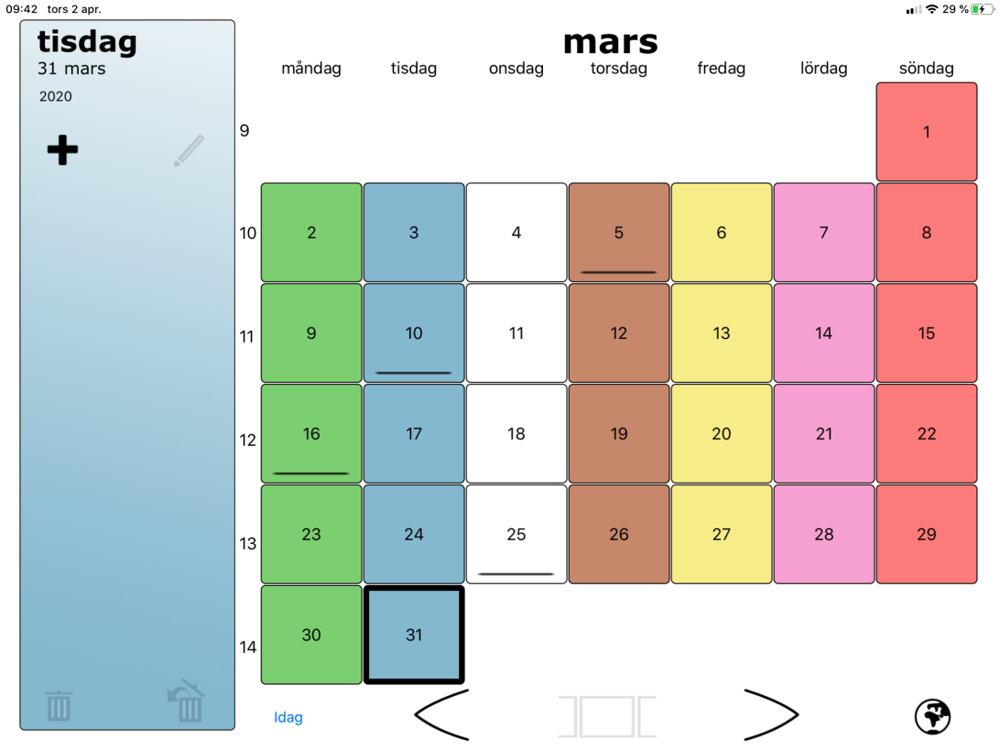 09:42 tors 2 apr.
29 %
tisdag
31 mars
2020
mars
måndag tisdag onsdag torsdag fredag lördag söndag
9 1
10 2 3 4 5 6 7 8
11 9 10 11 12 13 14 15
12 16 17 18 19 20 21 22
13 23 24 25 26 27 28 29
14 30 31
Idag